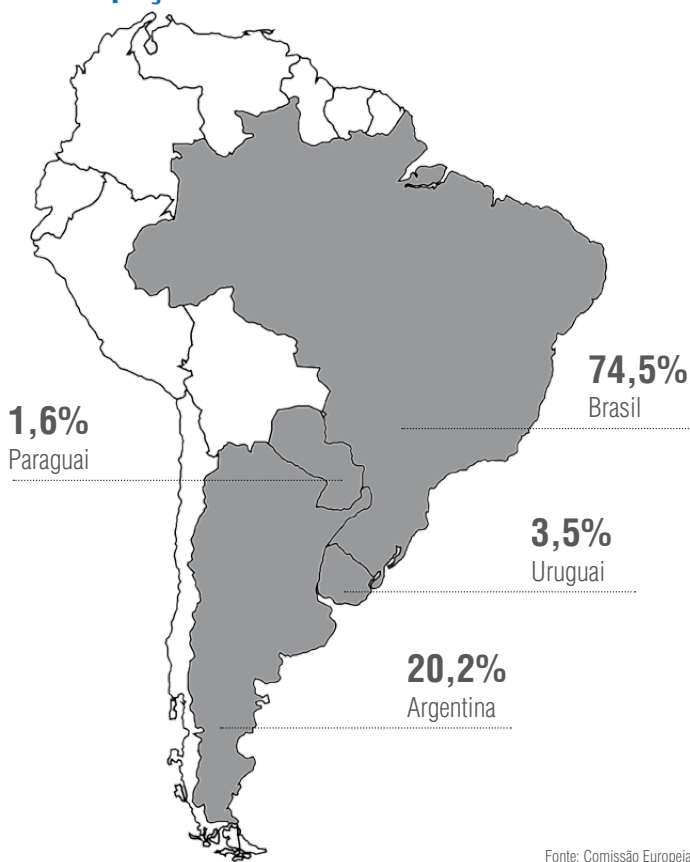 74,5%
Brasil
1,6%
Paraguai
3,5%
Uruguai
20,2%
Argentina
Fonte: Comissão Europeia